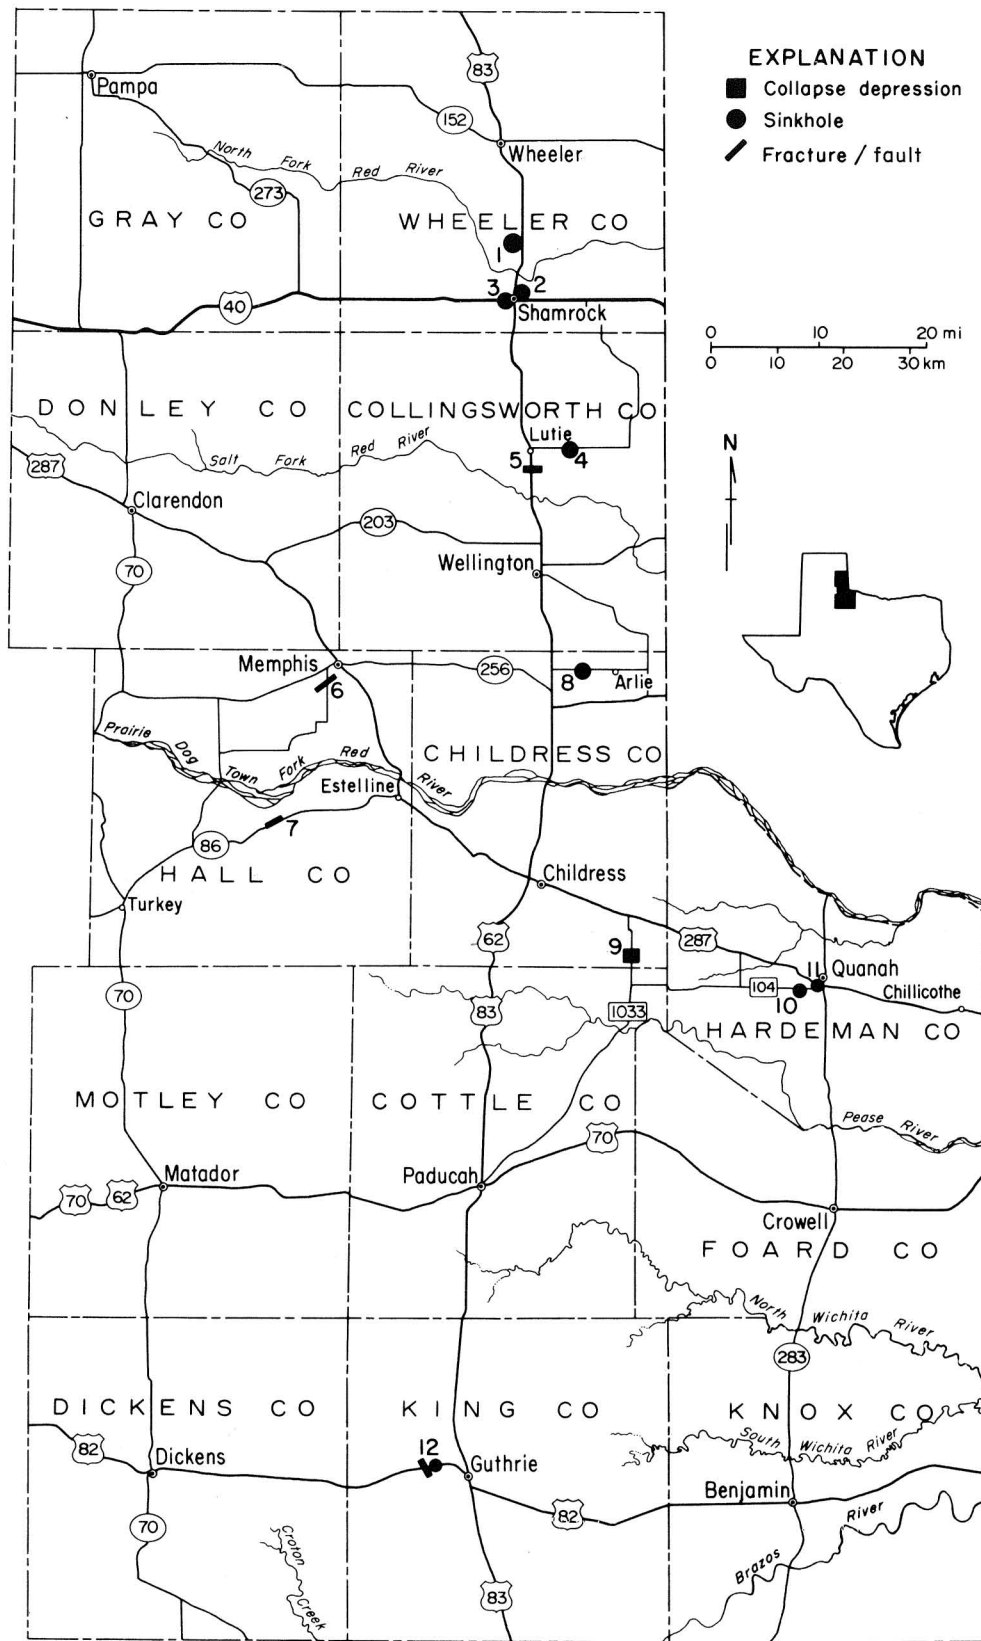 EXPLANATION
Collapse depression
Sinkhole
Fracture / fault
83
Pampa
152
Wheeler
North Fork Red River
273
GRAY CO
WHEELER CO
1
2
3
40
Shamrock
0 10 20 mi
0 10 20 30 km
DONLEY CO
COLLINGSWORTH CO
Lutie
Salt Fork Red River
287
5
4
N
Clarendon
203
70
Wellington
Memphis
256
8
Arlie
6
Prairie Dog Town Fork Red River
CHILDRESS CO
Estelline
7
86
HALL CO
Childress
Turkey
62
9
287
11
Quanah
70
83
104
10
Chillicothe
1033
HARDEMAN CO
MOTLEY CO
COTTLE CO
Pease River
70
Matador
Paducah
70
62
Crowell
FOARD CO
North Wichita River
283
DICKENS CO
KING CO
KNOX CO
South Wichita River
82
Dickens
12
Guthrie
Benjamin
82
70
Croton Creek
Brazos River
83